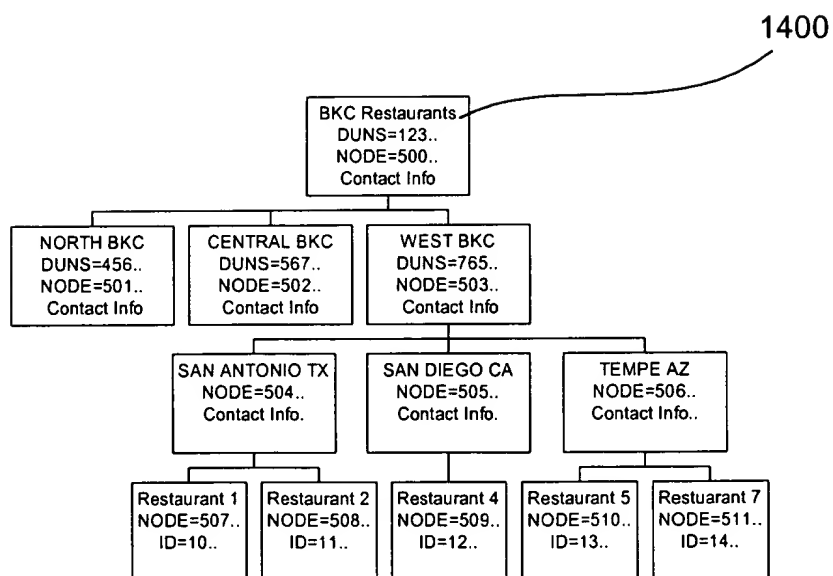 1400
BKC Restaurants
DUNS=123..
NODE=500..
Contact Info
NORTH BKC
DUNS=456..
NODE=501..
Contact Info
CENTRAL BKC
DUNS=567..
NODE=502..
Contact Info
WEST BKC
DUNS=765..
NODE=503..
Contact Info
SAN ANTONIO TX
NODE=504..
Contact Info.
SAN DIEGO CA
NODE=505..
Contact Info.
TEMPE AZ
NODE=506..
Contact Info..
Restaurant 1
NODE=507..
ID=10..
Restaurant 2
NODE=508..
ID=11..
Restaurant 4
NODE=509..
ID=12..
Restaurant 5
NODE=510..
ID=13..
Restuarant 7
NODE=511..
ID=14..